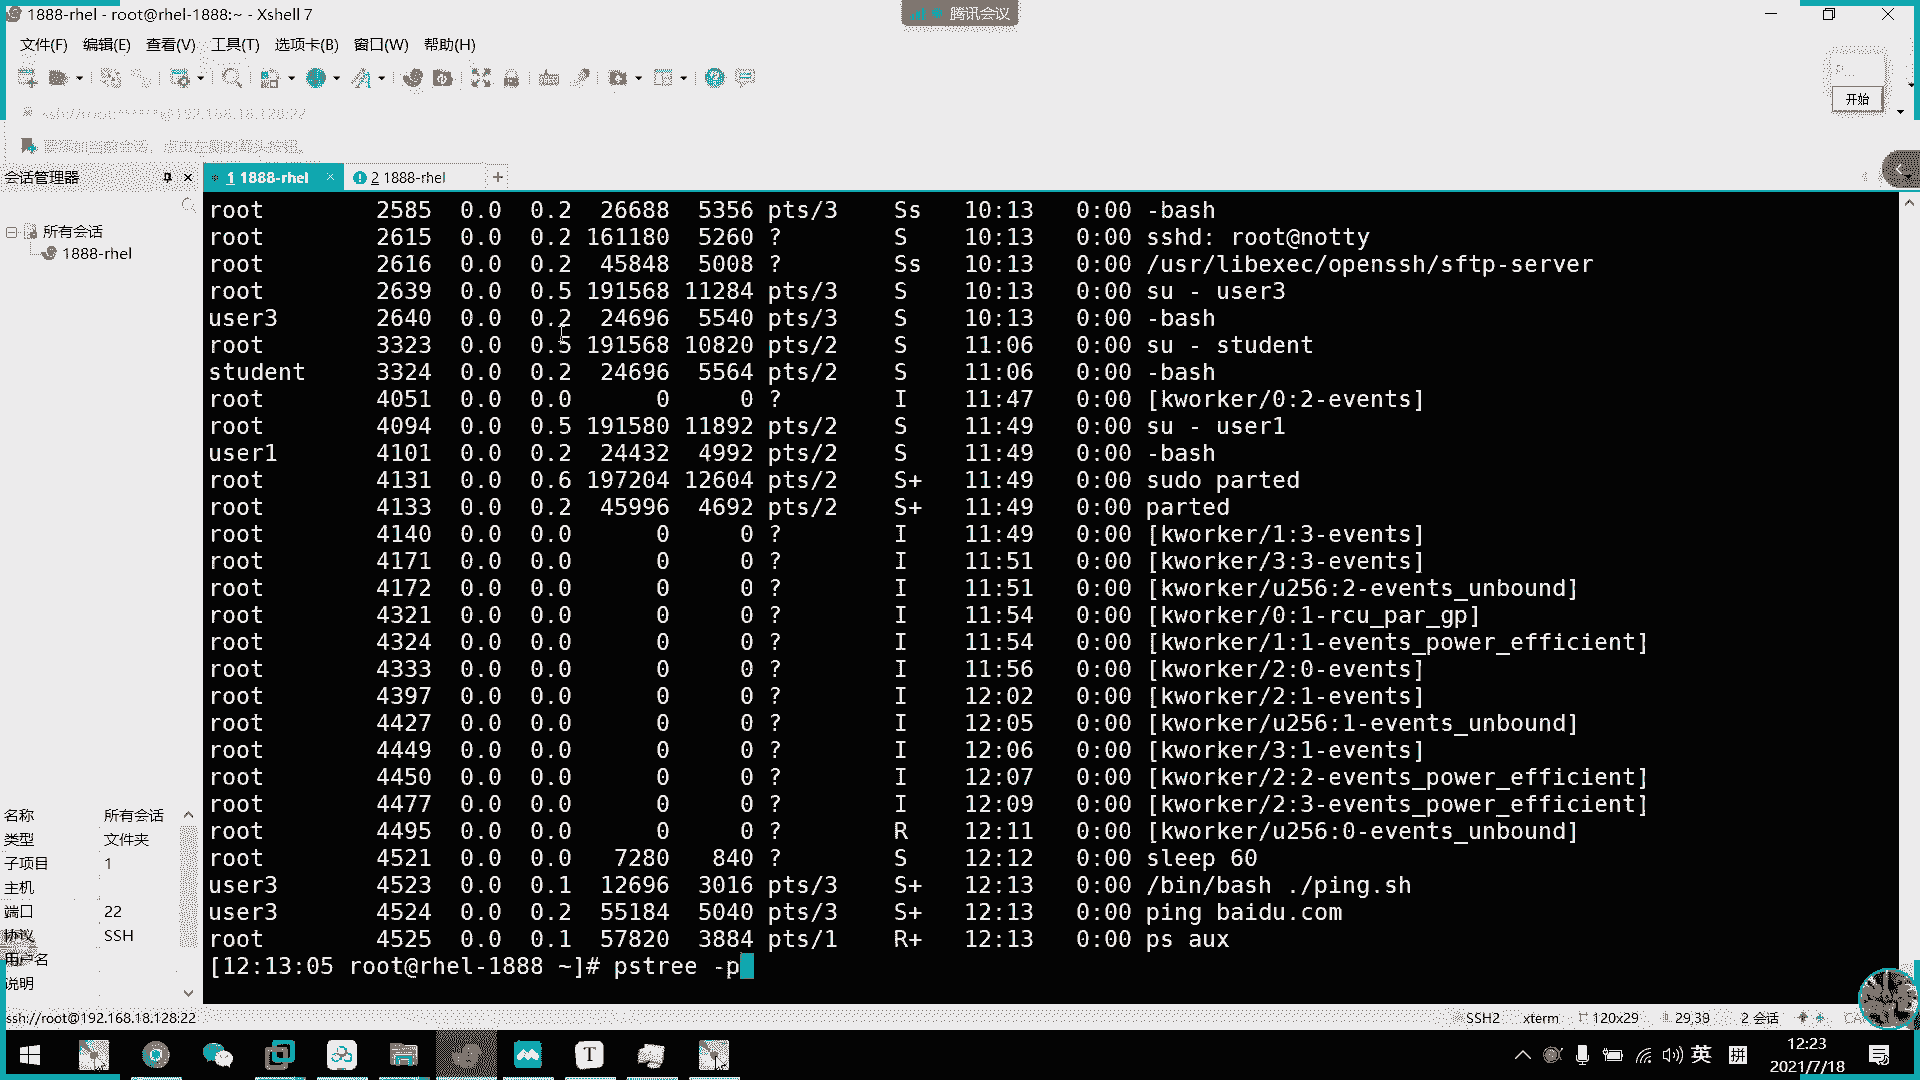 1888-rhel - root@rhel-1888:~ - Xshell 7
腾讯会议
文件(F) 编辑(E) 查看(V) 工具(T) 选项卡(B) 窗口(W) 帮助(H)
开始
会话管理器
1 1888-rhel
2 1888-rhel
所有会话
1888-rhel
root 2585 0.0 0.2 26688 5356 pts/3 Ss 10:13 0:00 -bash
root 2615 0.0 0.2 161180 5260 ? S 10:13 0:00 sshd: root@notty
root 2616 0.0 0.2 45848 5008 ? Ss 10:13 0:00 /usr/libexec/openssh/sftp-server
root 2639 0.0 0.5 191568 11284 pts/3 S 10:13 0:00 su - user3
user3 2640 0.0 0.2 24696 5540 pts/3 S 10:13 0:00 -bash
root 3323 0.0 0.5 191568 10820 pts/2 S 11:06 0:00 su - student
student 3324 0.0 0.2 24696 5564 pts/2 S 11:06 0:00 -bash
root 4051 0.0 0.0 0 0 ? I 11:47 0:00 [kworker/0:2-events]
root 4094 0.0 0.5 191580 11892 pts/2 S 11:49 0:00 su - user1
user1 4101 0.0 0.2 24432 4992 pts/2 S 11:49 0:00 -bash
root 4131 0.0 0.6 197204 12604 pts/2 S+ 11:49 0:00 sudo parted
root 4133 0.0 0.2 45996 4692 pts/2 S+ 11:49 0:00 parted
root 4140 0.0 0.0 0 0 ? I 11:49 0:00 [kworker/1:3-events]
root 4171 0.0 0.0 0 0 ? I 11:51 0:00 [kworker/3:3-events]
root 4172 0.0 0.0 0 0 ? I 11:51 0:00 [kworker/u256:2-events_unbound]
root 4321 0.0 0.0 0 0 ? I 11:54 0:00 [kworker/0:1-rcu_par_gp]
root 4324 0.0 0.0 0 0 ? I 11:54 0:00 [kworker/1:1-events_power_efficient]
root 4333 0.0 0.0 0 0 ? I 11:56 0:00 [kworker/2:0-events]
root 4397 0.0 0.0 0 0 ? I 12:02 0:00 [kworker/2:1-events]
root 4427 0.0 0.0 0 0 ? I 12:05 0:00 [kworker/u256:1-events_unbound]
root 4449 0.0 0.0 0 0 ? I 12:06 0:00 [kworker/3:1-events]
root 4450 0.0 0.0 0 0 ? I 12:07 0:00 [kworker/2:2-events_power_efficient]
root 4477 0.0 0.0 0 0 ? I 12:09 0:00 [kworker/2:3-events_power_efficient]
root 4495 0.0 0.0 0 0 ? R 12:11 0:00 [kworker/u256:0-events_unbound]
root 4521 0.0 0.0 7280 840 ? S 12:12 0:00 sleep 60
user3 4523 0.0 0.1 12696 3016 pts/3 S+ 12:13 0:00 /bin/bash ./ping.sh
user3 4524 0.0 0.2 55184 5040 pts/3 S+ 12:13 0:00 ping baidu.com
root 4525 0.0 0.1 57820 3884 pts/1 R+ 12:13 0:00 ps aux
[12:13:05 root@rhel-1888 ~]# pstree -p
名称 所有会话
类型 文件夹
子项目 1
主机
端口 22
协议 SSH
用户名
说明
ssh://root@192.168.18.128:22
SSH2 xterm 120x29 29,39 2 会话
英 拼
12:23
2021/7/18